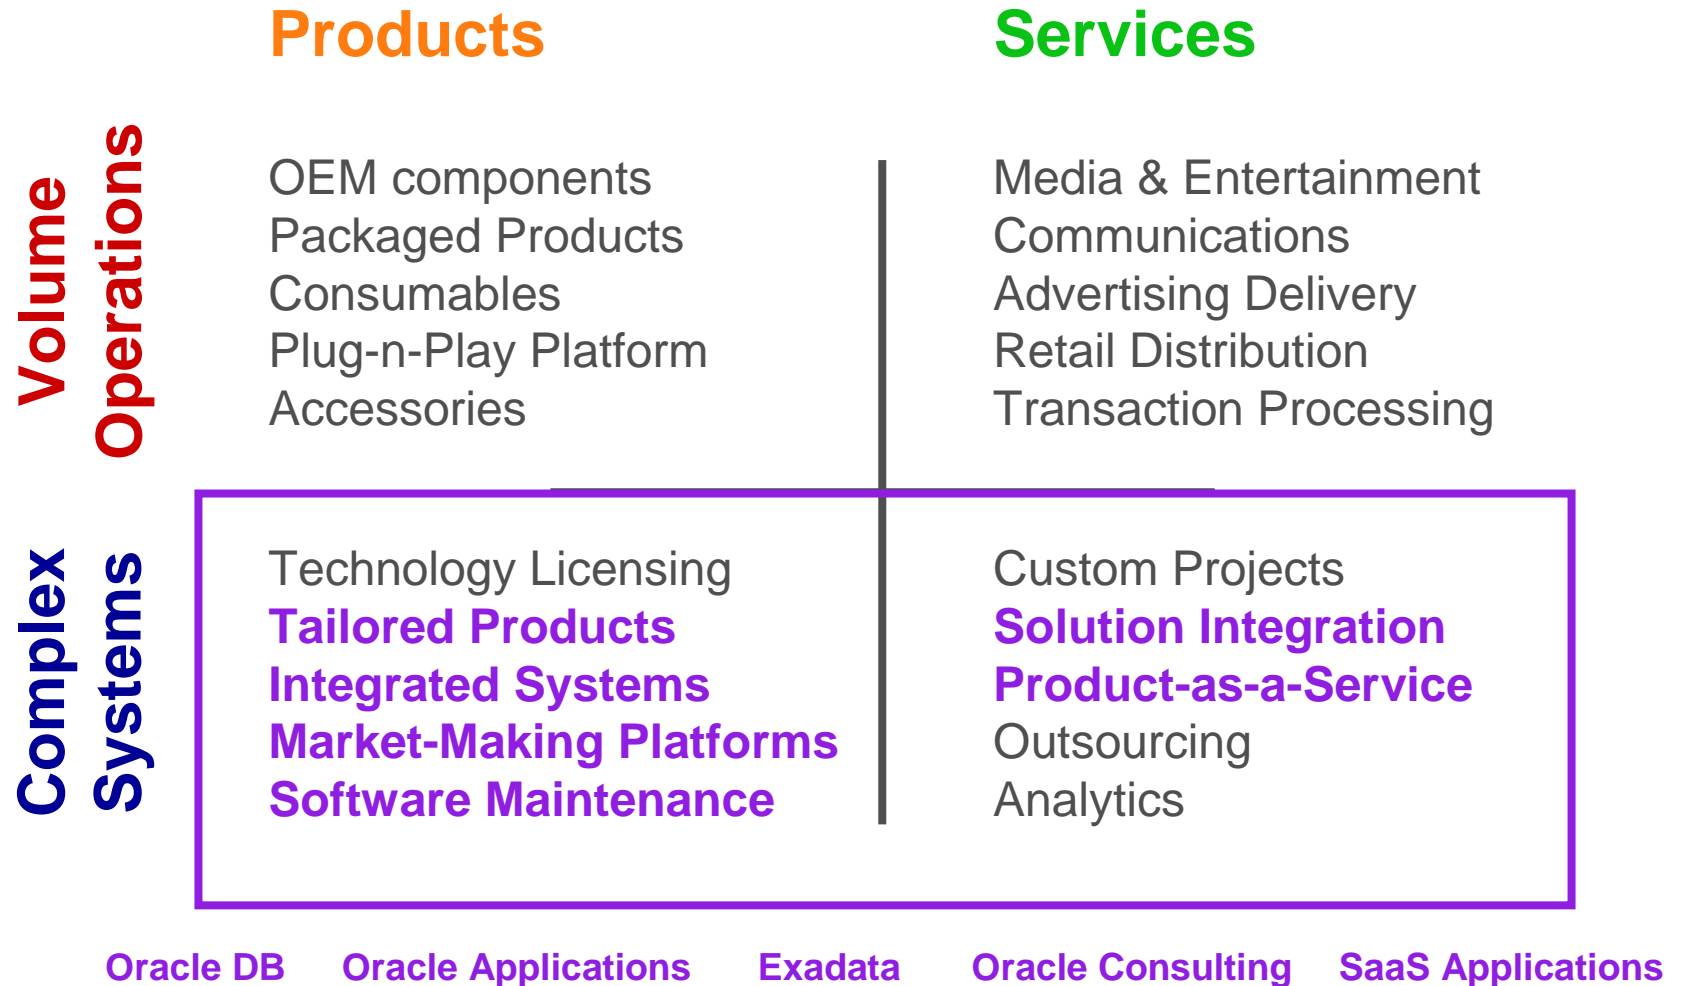 Products
Services
Volume
Operations
OEM components
Packaged Products
Consumables
Plug-n-Play Platform
Accessories
Media & Entertainment
Communications
Advertising Delivery
Retail Distribution
Transaction Processing
Complex
Systems
Technology Licensing
Tailored Products
Integrated Systems
Market-Making Platforms
Software Maintenance
Custom Projects
Solution Integration
Product-as-a-Service
Outsourcing
Analytics
Oracle DB
Oracle Applications
Exadata
Oracle Consulting
SaaS Applications